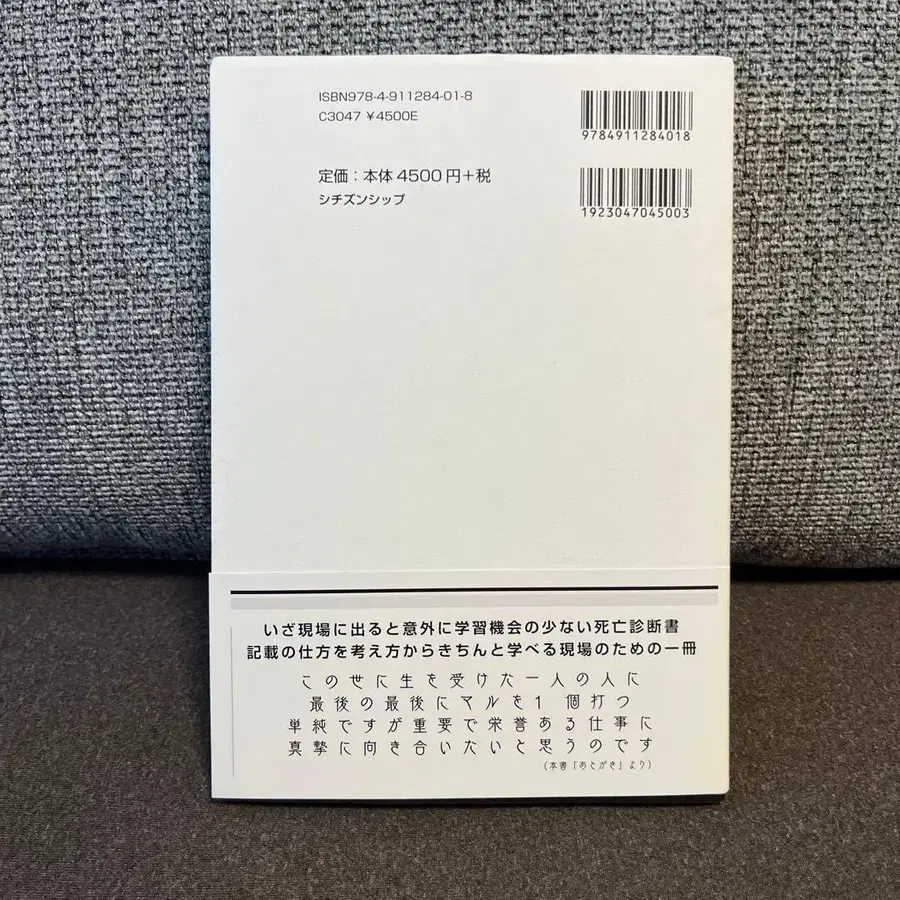 ISBN978-4-911284-01-8
C3047 ¥4500E
9784911284018
定価：本体4500円+税
シチズンシップ
1923047045003
いざ現場に出ると意外に学習機会の少ない死亡診断書
記載の仕方を考え方からきちんと学べる現場のための一冊
この世に生を受けた一人の人に
最後の最後にマルを1個打つ
単純ですが重要で栄誉ある仕事に
真摯に向き合いたいと思うのです
（本書「あとがき」より）